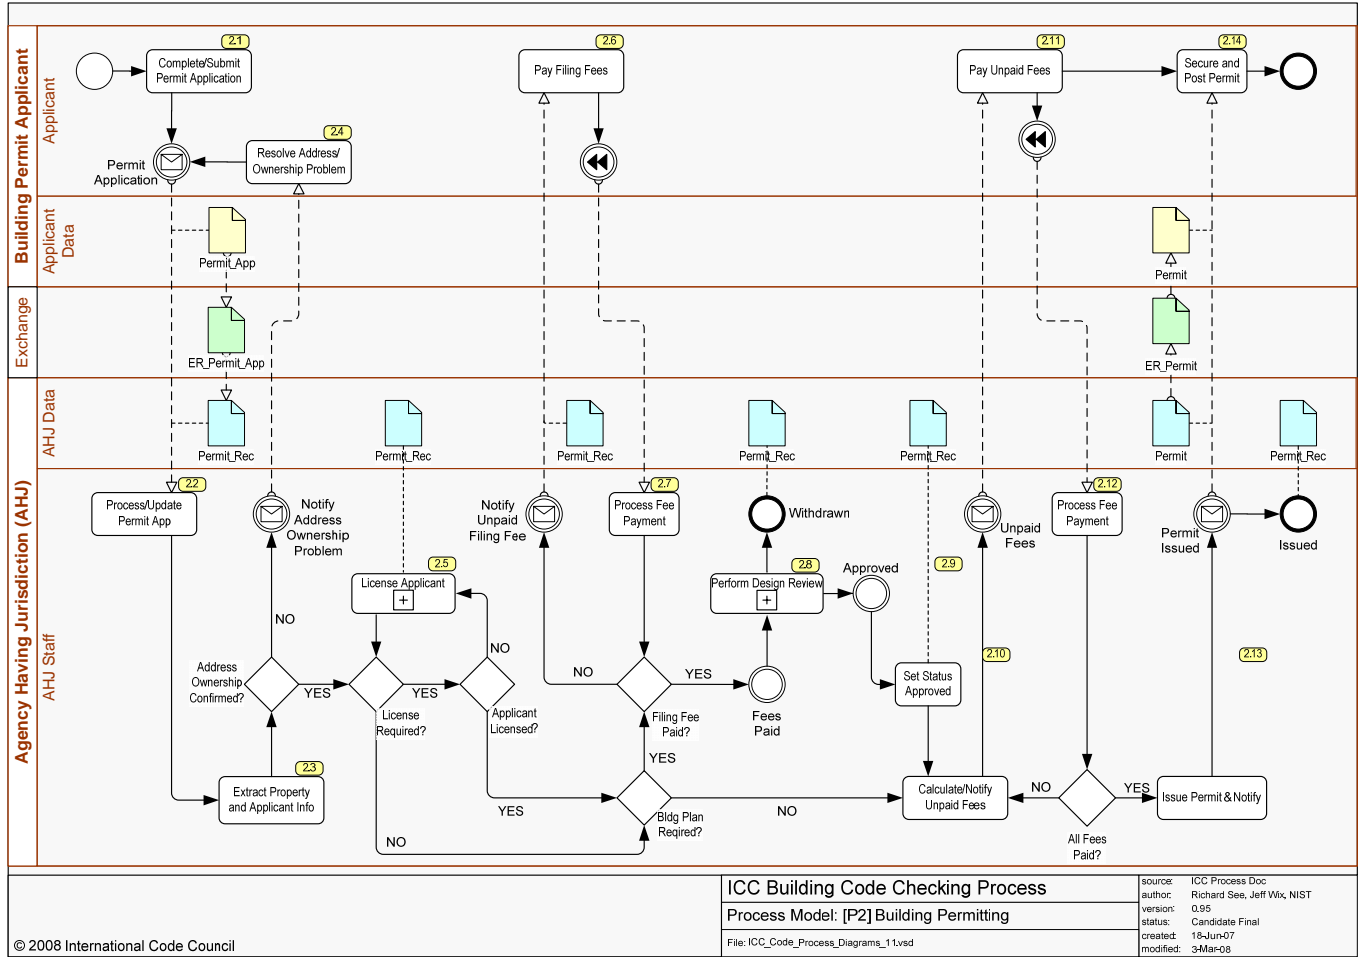 Building Permit Applicant
Applicant
2.1
Complete/Submit
Permit Application
2.4
Resolve Address/
Ownership Problem
Permit
Application
2.6
Pay Filing Fees
2.11
Pay Unpaid Fees
2.14
Secure and
Post Permit
Applicant
Data
Permit_App
Permit
Exchange
ER_Permit_App
ER_Permit
Agency Having Jurisdiction (AHJ)
AHJ Data
Permit_Rec
Permit_Rec
Permit_Rec
Permit_Rec
Permit_Rec
Permit
Permit_Rec
AHJ Staff
2.2
Process/Update
Permit App
Notify
Address
Ownership
Problem
2.5
License Applicant
Notify
Unpaid
Filing Fee
2.7
Process Fee
Payment
Withdrawn
2.8
Perform Design Review
Approved
2.9
Unpaid
Fees
2.10
2.12
Process Fee
Payment
Permit
Issued
Issued
2.13
NO
Address
Ownership
Confirmed?
YES
License
Required?
YES
NO
Applicant
Licensed?
NO
YES
Filing Fee
Paid?
Fees
Paid
Set Status
Approved
2.3
Extract Property
and Applicant Info
YES
YES
Bldg Plan
Reqired?
NO
NO
Calculate/Notify
Unpaid Fees
NO
YES
All Fees
Paid?
Issue Permit & Notify
© 2008 International Code Council
ICC Building Code Checking Process
Process Model: [P2] Building Permitting
File: ICC_Code_Process_Diagrams_11.vsd
source: ICC Process Doc
author: Richard See, Jeff Wix, NIST
version: 0.95
status: Candidate Final
created: 18-Jun-07
modified: 3-Mar-08